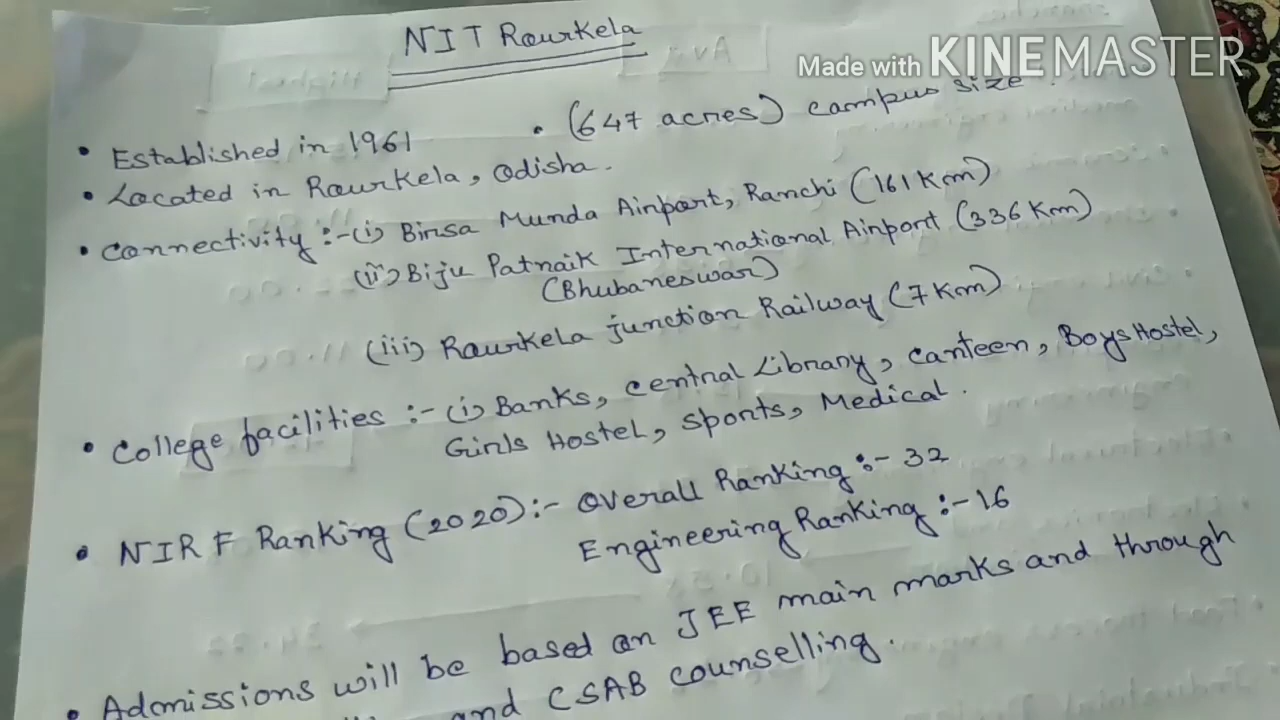 NIT Rourkela
Made with KINEMASTER
• Established in 1961
• (647 acres) campus size
• Located in Rourkela, Odisha.
• Connectivity :- (i) Birsa Munda Airport, Ranchi (161 Km)
(ii) Biju Patnaik International Airport (336 Km)
(Bhubaneswar)
(iii) Rourkela junction Railway (7 Km)
• College facilities :- (i) Banks, central Library, canteen, Boys Hostel,
Girls Hostel, sports, Medical.
• NIRF Ranking (2020) :- Overall Ranking :- 32
Engineering Ranking :- 16
• Admissions will be based on JEE main marks and through
and CSAB counselling.